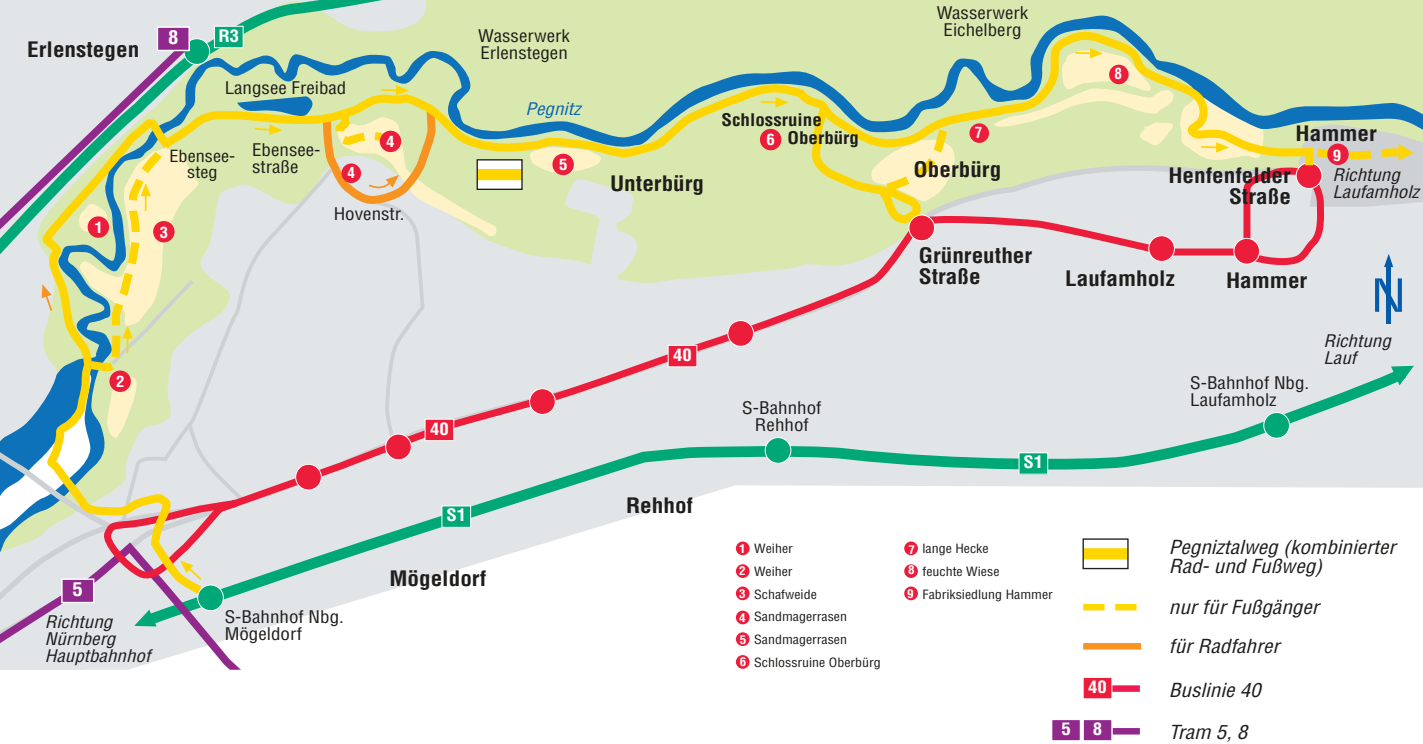 8
R3
Erlenstegen
Wasserwerk
Erlenstegen
Wasserwerk
Eichelberg
Langsee Freibad
Pegnitz
8
Schlossruine
6 Oberbürg
7
Hammer
9
Ebensee-
steg
Ebensee-
straße
4
4
5
Unterbürg
Oberbürg
Henfenfelder
Straße
Richtung
Laufamholz
Hovenstr.
1
3
Grünreuther
Straße
Laufamholz
Hammer
N
Richtung
Lauf
2
40
40
S-Bahnhof
Rehhof
S-Bahnhof Nbg.
Laufamholz
S1
S1
Rehhof
Mögeldorf
5
Richtung
Nürnberg
Hauptbahnhof
S-Bahnhof Nbg.
Mögeldorf
1 Weiher
2 Weiher
3 Schafweide
4 Sandmagerrasen
5 Sandmagerrasen
6 Schlossruine Oberbürg
7 lange Hecke
8 feuchte Wiese
9 Fabriksiedlung Hammer
Pegniztalweg (kombinierter
Rad- und Fußweg)
nur für Fußgänger
für Radfahrer
40 Buslinie 40
5 8 Tram 5, 8